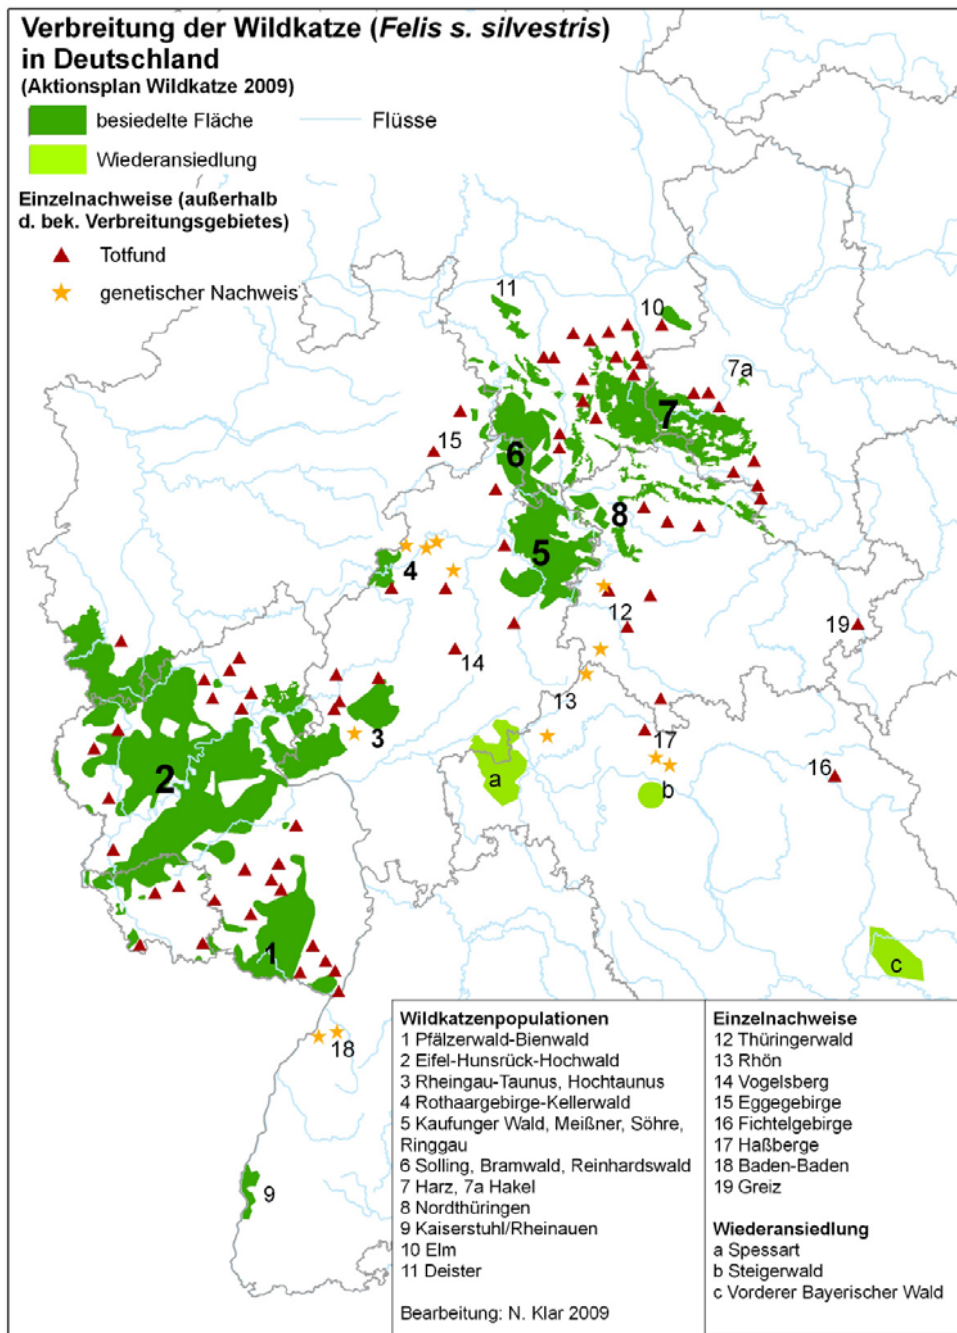 Verbreitung der Wildkatze (Felis s. silvestris)
in Deutschland
(Aktionsplan Wildkatze 2009)
besiedelte Fläche
Flüsse
Wiederansiedlung
Einzelnachweise (außerhalb
d. bek. Verbreitungsgebietes)
Totfund
genetischer Nachweis
11
10
7a
7
15
6
8
5
4
12
19
14
13
3
17
2
a
b
16
1
c
18
9
Wildkatzenpopulationen
1 Pfälzerwald-Bienwald
2 Eifel-Hunsrück-Hochwald
3 Rheingau-Taunus, Hochtaunus
4 Rothaargebirge-Kellerwald
5 Kaufunger Wald, Meißner, Söhre,
Ringgau
6 Solling, Bramwald, Reinhardswald
7 Harz, 7a Hakel
8 Nordthüringen
9 Kaiserstuhl/Rheinauen
10 Elm
11 Deister
Bearbeitung: N. Klar 2009
Einzelnachweise
12 Thüringerwald
13 Rhön
14 Vogelsberg
15 Eggegebirge
16 Fichtelgebirge
17 Haßberge
18 Baden-Baden
19 Greiz
Wiederansiedlung
a Spessart
b Steigerwald
c Vorderer Bayerischer Wald